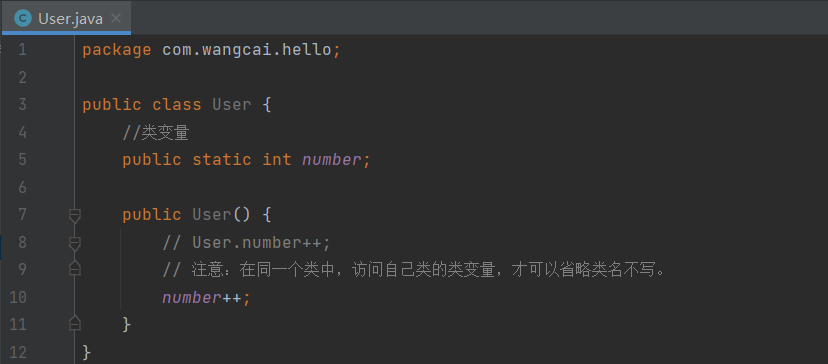 User.java
1 package com.wangcai.hello;
2
3 public class User {
4 //类变量
5 public static int number;
6
7 public User() {
8 // User.number++;
9 // 注意：在同一个类中，访问自己类的类变量，才可以省略类名不写。
10 number++;
11 }
12 }